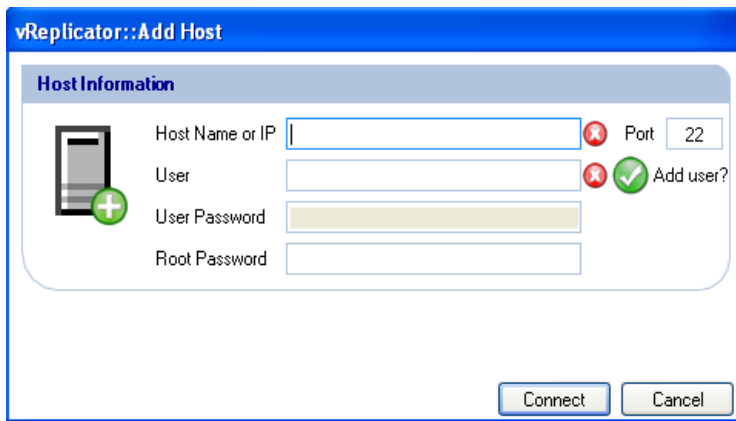 vReplicator::Add Host
Host Information
Host Name or IP Port 22
User Add user?
User Password
Root Password
Connect Cancel